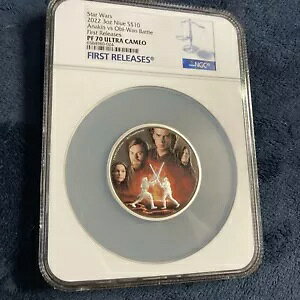 Star Wars
2022 3oz Niue S$10
Anakin vs Obi-Wan Battle
First Releases
PF 70 ULTRA CAMEO
FIRST RELEASES
NGC